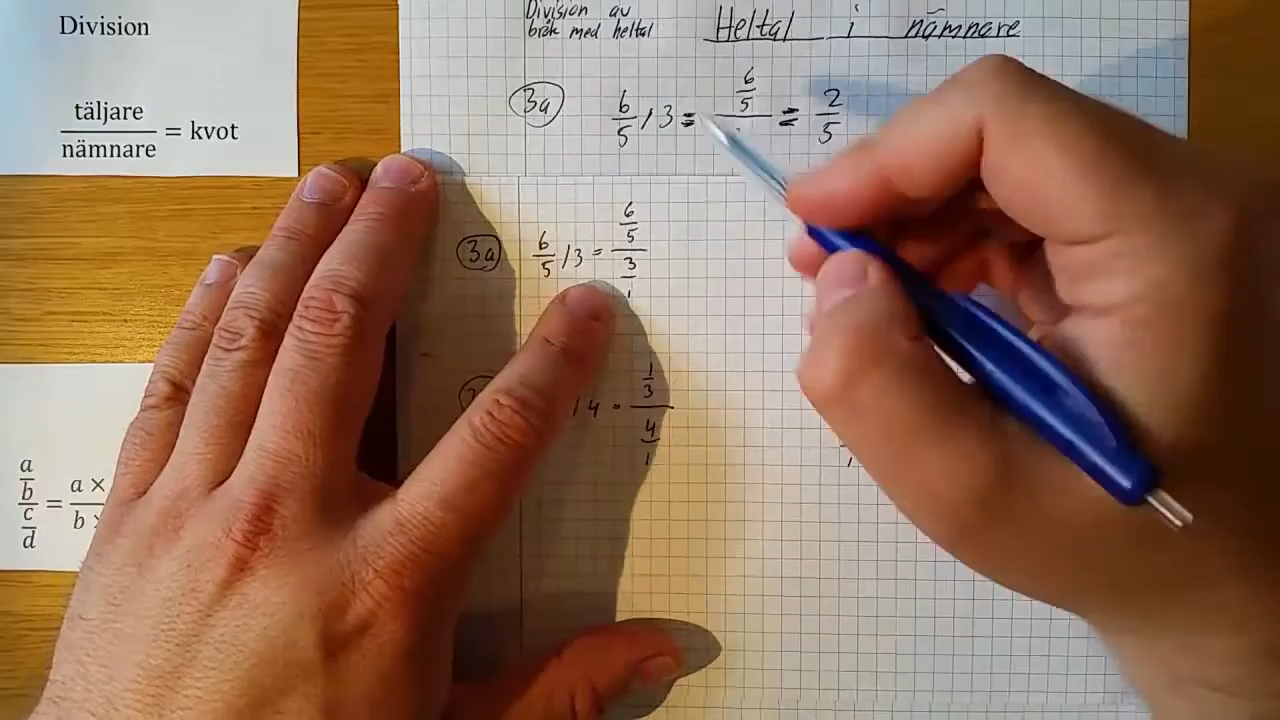 Division
täljare
nämnare
= kvot
a
b
c
d
=
a ×
b
Division av
bråk med heltal
Heltal i nämnare
3a
6
5
/ 3 =
6
5
=
2
5
3a
6
5
/ 3 =
6
5
3
1
/ 4 =
1
3
4
1
1